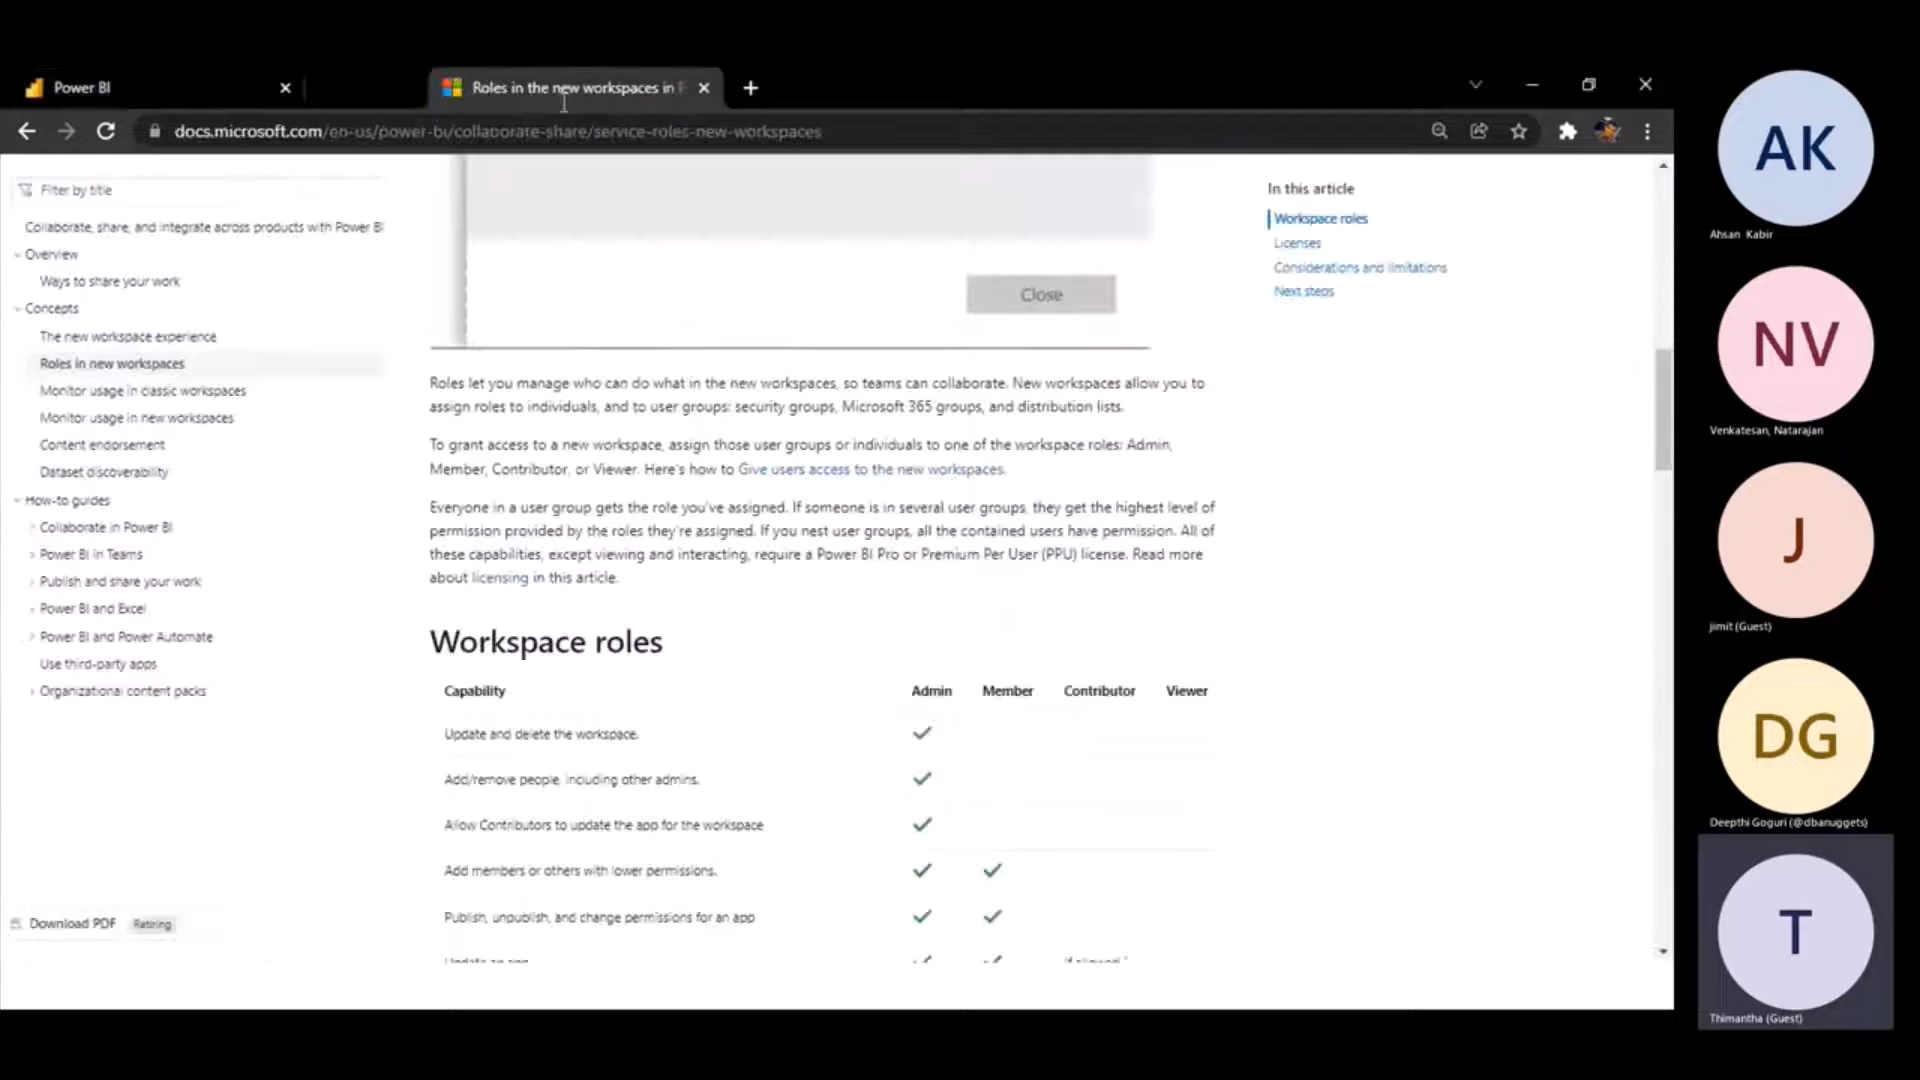 Power BI
Roles in the new workspaces in
docs.microsoft.com/en-us/power-bi/collaborate-share/service-roles-new-workspaces
Filter by title
Collaborate, share, and integrate across products with Power BI
Overview
Ways to share your work
Concepts
The new workspace experience
Roles in new workspaces
Monitor usage in classic workspaces
Monitor usage in new workspaces
Content endorsement
Dataset discoverability
How-to guides
Collaborate in Power BI
Power BI in Teams
Publish and share your work
Power BI and Excel
Power BI and Power Automate
Use third-party apps
Organizational content packs
Download PDF Retiring
Close
Roles let you manage who can do what in the new workspaces, so teams can collaborate. New workspaces allow you to
assign roles to individuals, and to user groups: security groups, Microsoft 365 groups, and distribution lists.
To grant access to a new workspace, assign those user groups or individuals to one of the workspace roles: Admin,
Member, Contributor, or Viewer. Here's how to Give users access to the new workspaces.
Everyone in a user group gets the role you've assigned. If someone is in several user groups, they get the highest level of
permission provided by the roles they're assigned. If you nest user groups, all the contained users have permission. All of
these capabilities, except viewing and interacting, require a Power BI Pro or Premium Per User (PPU) license. Read more
about licensing in this article.
Workspace roles
Capability Admin Member Contributor Viewer
Update and delete the workspace. ✓
Add/remove people, including other admins. ✓
Allow Contributors to update the app for the workspace ✓
Add members or others with lower permissions. ✓ ✓
Publish, unpublish, and change permissions for an app ✓ ✓
In this article
Workspace roles
Licenses
Considerations and limitations
Next steps
AK
Ahsan Kabir
NV
Venkatesan, Natarajan
J
jimit (Guest)
DG
Deepthi Goguri (@dbanuggets)
T
Thimantha (Guest)